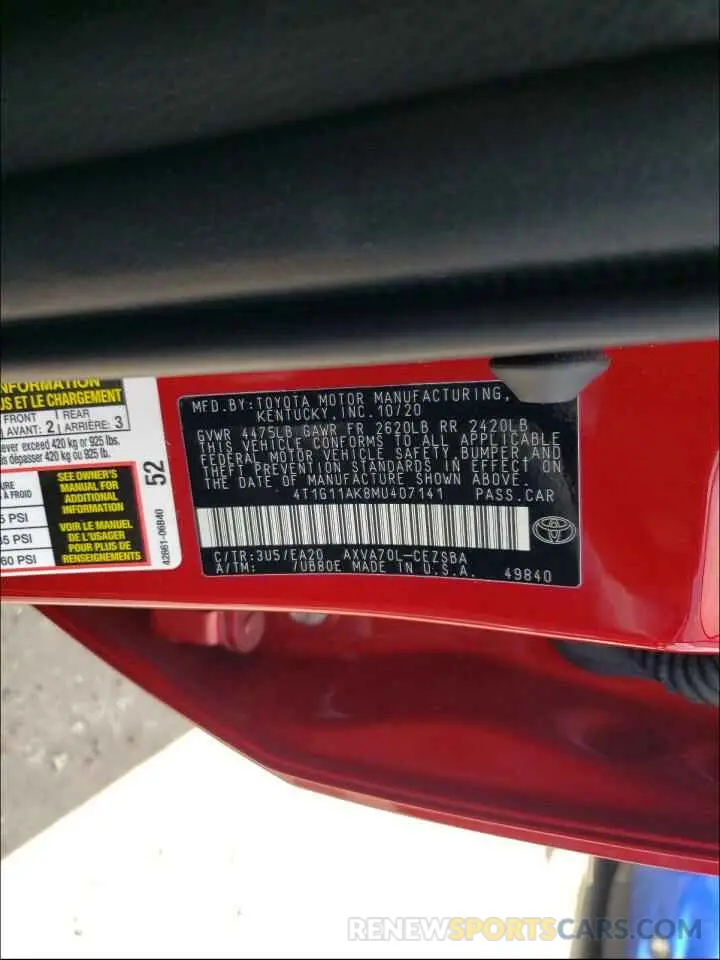 INFORMATION
US ET LE CHARGEMENT
FRONT
AVANT: 2
REAR
ARRIÈRE: 3
ever exceed 420 kg or 925 lbs.
s dépasser 420 kg ou 925 lb.
À FROID
5 PSI
35 PSI
60 PSI
SEE OWNER'S
MANUAL FOR
ADDITIONAL
INFORMATION
VOIR LE MANUEL
DE L'USAGER
POUR PLUS DE
RENSEIGNEMENTS
52
42661-06B40
MFD.BY:TOYOTA MOTOR MANUFACTURING,
KENTUCKY, INC. 10/20
GVWR 4475LB GAWR FR 2620LB RR 2420LB
THIS VEHICLE CONFORMS TO ALL APPLICABLE
FEDERAL MOTOR VEHICLE SAFETY, BUMPER, AND
THEFT PREVENTION STANDARDS IN EFFECT ON
THE DATE OF MANUFACTURE SHOWN ABOVE.
4T1G11AK8MU407141 PASS.CAR
C/TR:3U5/EA20 AXVA70L-CEZSBA
A/TM: /UB80E MADE IN U.S.A. 49840
RENEWSPORTSCARS.COM